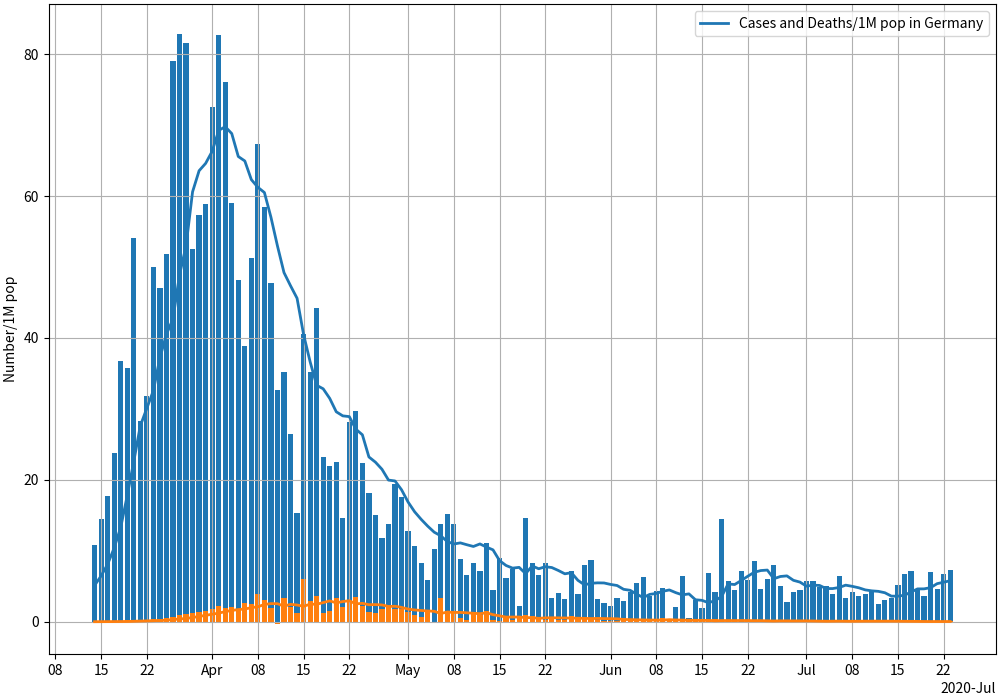 Cases and Deaths/1M pop in Germany
80
60
40
20
0
Number/1M pop
08 15 22 Apr 08 15 22 May 08 15 22 Jun 08 15 22 Jul 08 15 22
2020-Jul